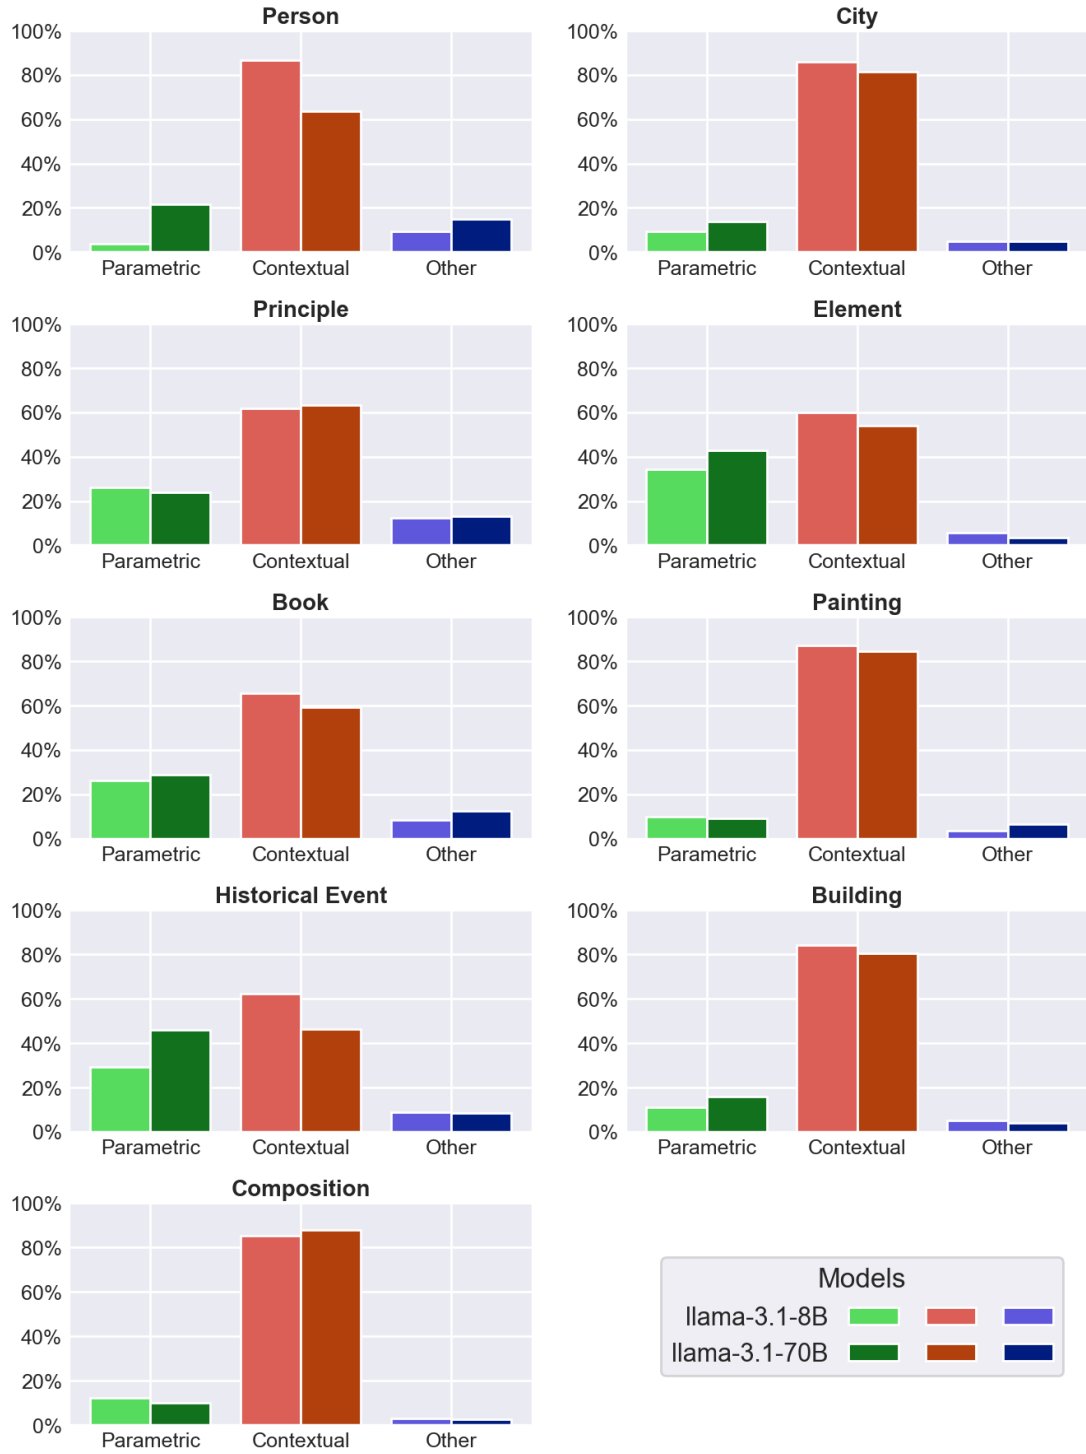 Person
100%
80%
60%
40%
20%
0%
Parametric Contextual Other
City
100%
80%
60%
40%
20%
0%
Parametric Contextual Other
Principle
100%
80%
60%
40%
20%
0%
Parametric Contextual Other
Element
100%
80%
60%
40%
20%
0%
Parametric Contextual Other
Book
100%
80%
60%
40%
20%
0%
Parametric Contextual Other
Painting
100%
80%
60%
40%
20%
0%
Parametric Contextual Other
Historical Event
100%
80%
60%
40%
20%
0%
Parametric Contextual Other
Building
100%
80%
60%
40%
20%
0%
Parametric Contextual Other
Composition
100%
80%
60%
40%
20%
0%
Parametric Contextual Other
Models
llama-3.1-8B
llama-3.1-70B